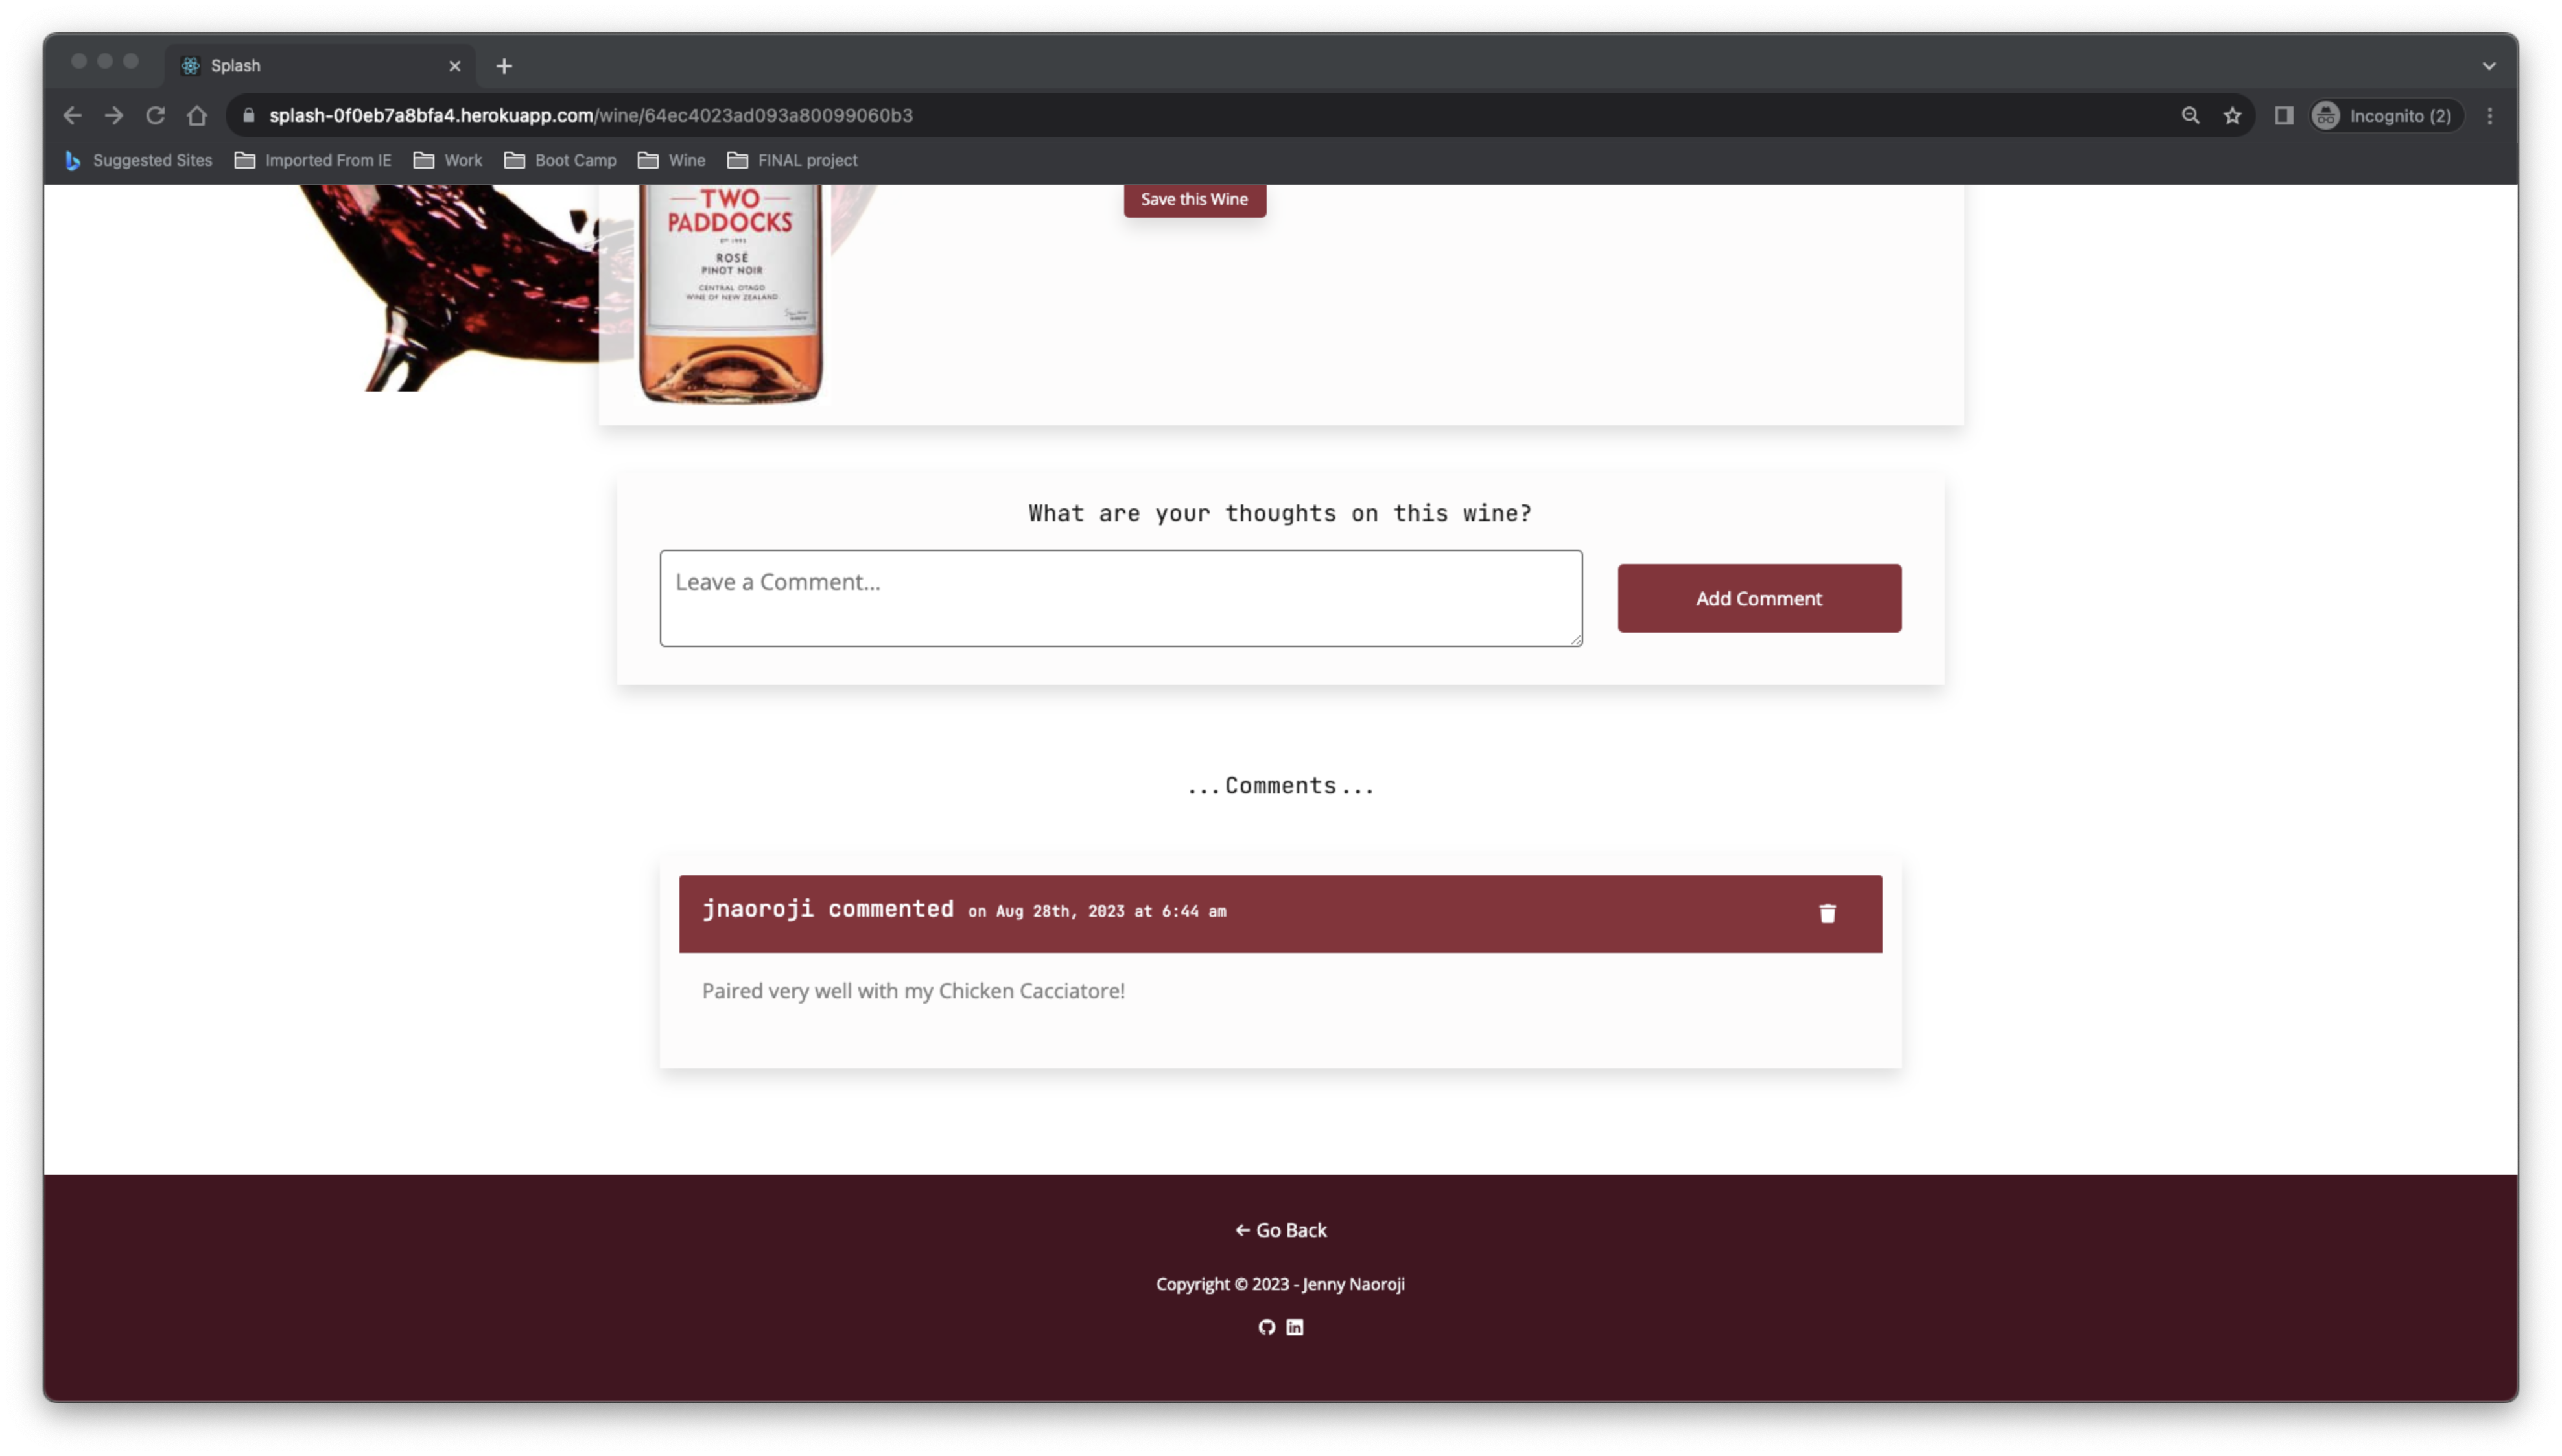 Splash
splash-0f0eb7a8bfa4.herokuapp.com/wine/64ec4023ad093a80099060b3
Incognito (2)
Suggested Sites Imported From IE Work Boot Camp Wine FINAL project
TWO
PADDOCKS
ROSÉ
PINOT NOIR
CENTRAL OTAGO
WINE OF NEW ZEALAND
Save this Wine
What are your thoughts on this wine?
Leave a Comment...
Add Comment
...Comments...
jnaoroji commented on Aug 28th, 2023 at 6:44 am
Paired very well with my Chicken Cacciatore!
← Go Back
Copyright © 2023 - Jenny Naoroji